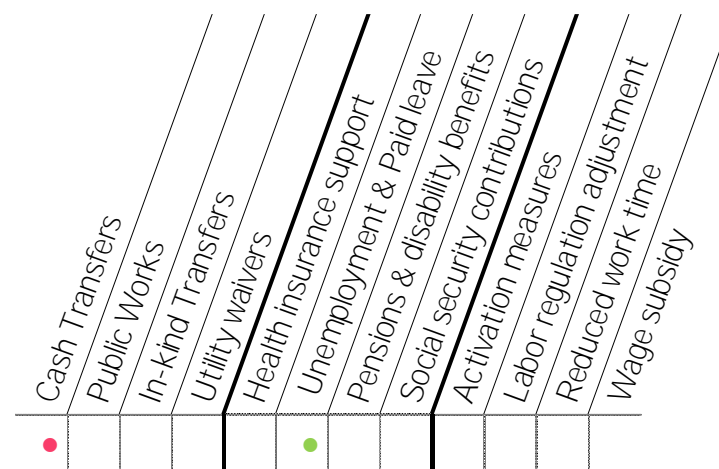 Cash Transfers
Public Works
In-kind Transfers
Utility waivers
Health insurance support
Unemployment & Paid leave
Pensions & disability benefits
Social security contributions
Activation measures
Labor regulation adjustment
Reduced work time
Wage subsidy